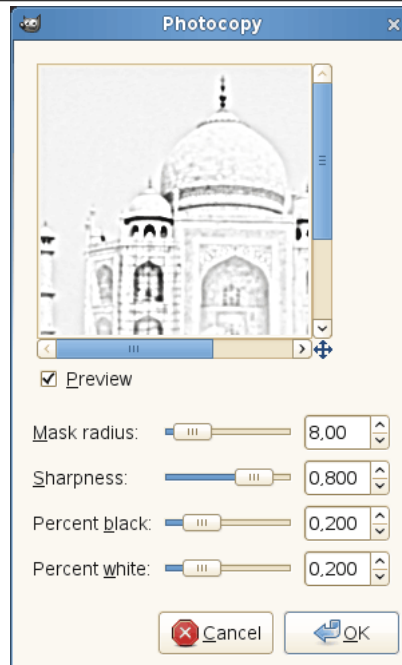 Photocopy
Preview
Mask radius: 8,00
Sharpness: 0,800
Percent black: 0,200
Percent white: 0,200
Cancel OK